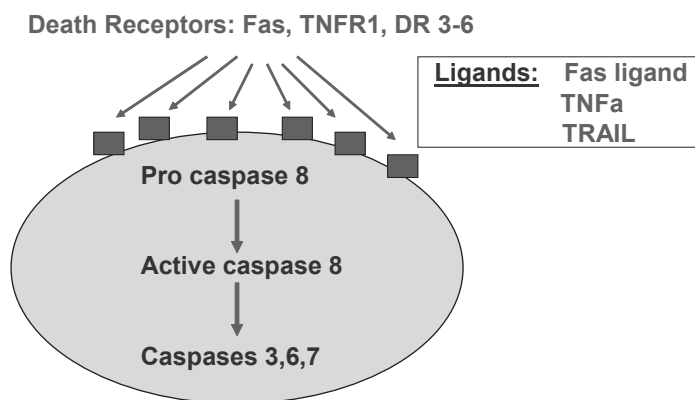 Death Receptors: Fas, TNFR1, DR 3-6
Ligands: Fas ligand
TNFa
TRAIL
Pro caspase 8
Active caspase 8
Caspases 3,6,7